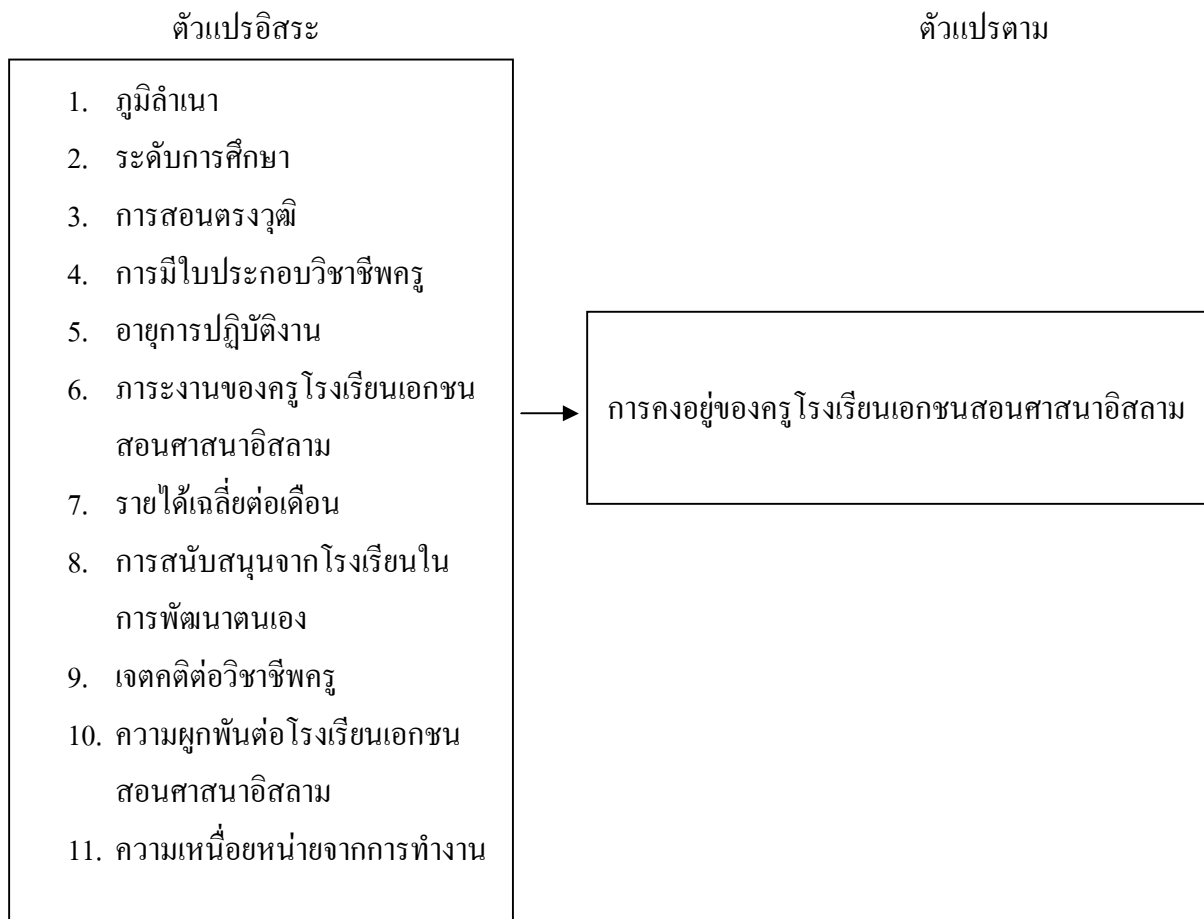 ตัวแปรอิสระ
ตัวแปรตาม
1. ภูมิลำเนา
2. ระดับการศึกษา
3. การสอนตรงวุฒิ
4. การมีใบประกอบวิชาชีพครู
5. อายุการปฏิบัติงาน
6. ภาระงานของครูโรงเรียนเอกชน
สอนศาสนาอิสลาม
7. รายได้เฉลี่ยต่อเดือน
8. การสนับสนุนจากโรงเรียนใน
การพัฒนาตนเอง
9. เจตคติต่อวิชาชีพครู
10. ความผูกพันต่อโรงเรียนเอกชน
สอนศาสนาอิสลาม
11. ความเหนื่อยหน่ายจากการทำงาน
การคงอยู่ของครูโรงเรียนเอกชนสอนศาสนาอิสลาม